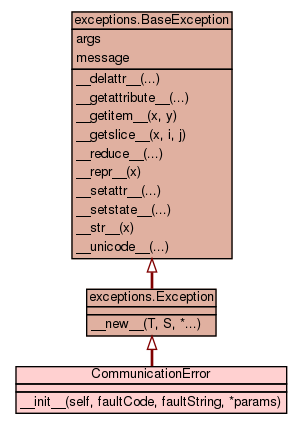 exceptions.BaseException
args
message
__delattr__(...)
__getattribute__(...)
__getitem__(x, y)
__getslice__(x, i, j)
__reduce__(...)
__repr__(x)
__setattr__(...)
__setstate__(...)
__str__(x)
__unicode__(...)
exceptions.Exception
__new__(T, S, *...)
CommunicationError
__init__(self, faultCode, faultString, *params)